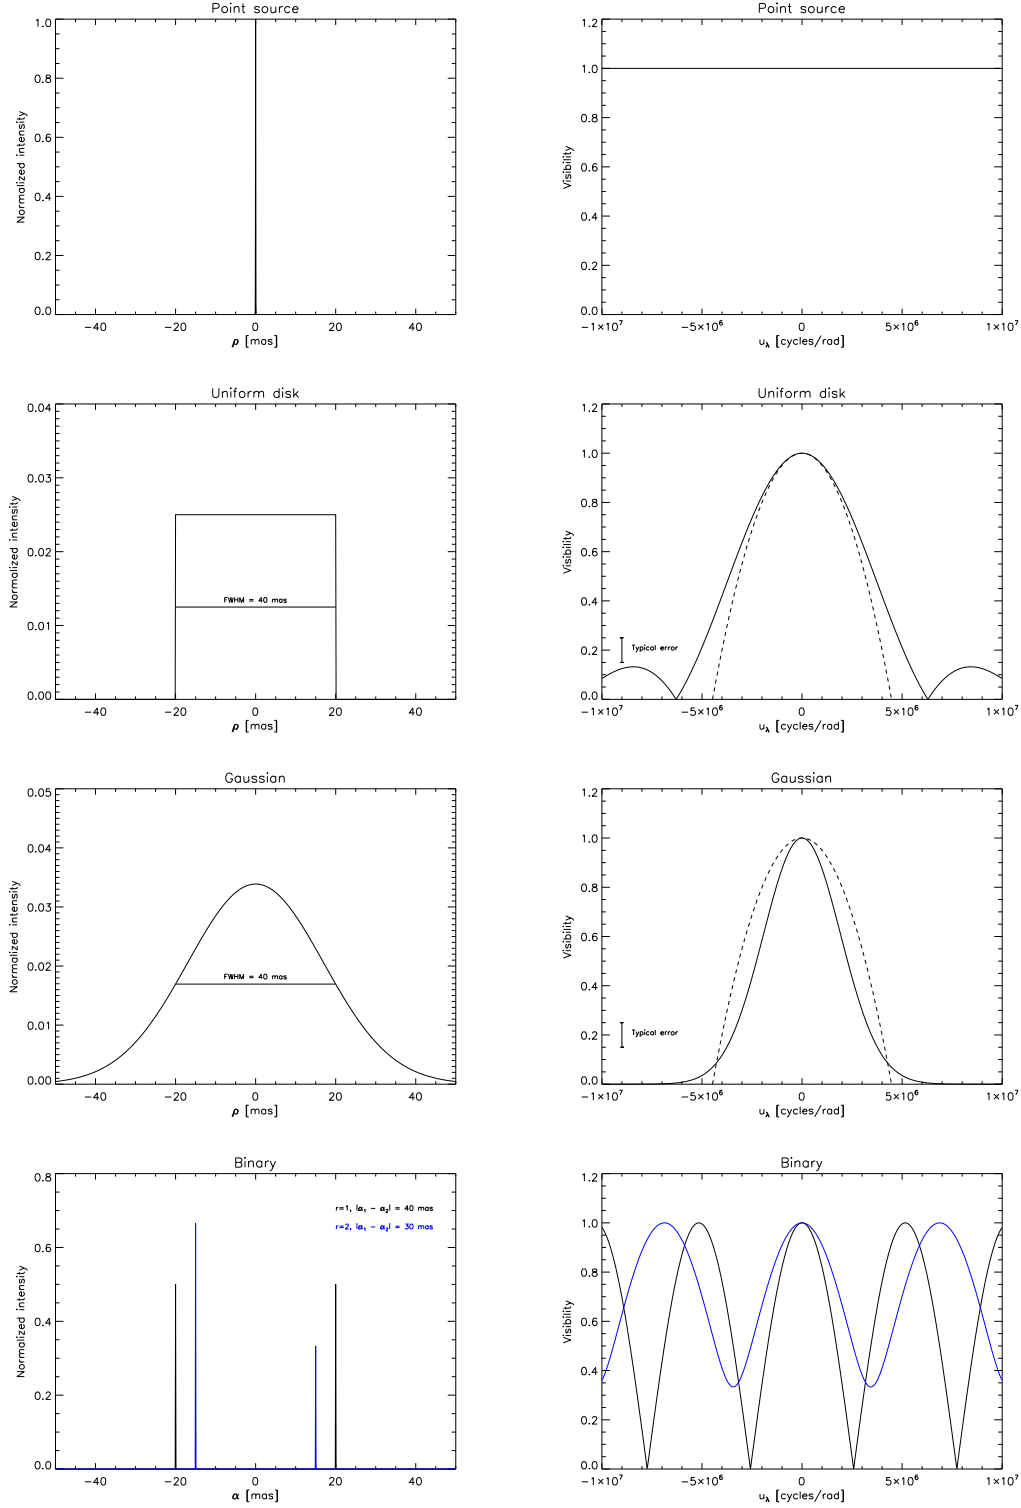 Point source
Normalized intensity
1.0
0.8
0.6
0.4
0.2
0.0
−40 −20 0 20 40
ρ [mas]
Point source
Visibility
1.2
1.0
0.8
0.6
0.4
0.2
0.0
−1×10⁷ −5×10⁶ 0 5×10⁶ 1×10⁷
u_λ [cycles/rad]
Uniform disk
Normalized intensity
0.04
0.03
0.02
0.01
0.00
FWHM = 40 mas
−40 −20 0 20 40
ρ [mas]
Uniform disk
Visibility
1.2
1.0
0.8
0.6
0.4
0.2
0.0
Typical error
−1×10⁷ −5×10⁶ 0 5×10⁶ 1×10⁷
u_λ [cycles/rad]
Gaussian
Normalized intensity
0.05
0.04
0.03
0.02
0.01
0.00
FWHM = 40 mas
−40 −20 0 20 40
ρ [mas]
Gaussian
Visibility
1.2
1.0
0.8
0.6
0.4
0.2
0.0
Typical error
−1×10⁷ −5×10⁶ 0 5×10⁶ 1×10⁷
u_λ [cycles/rad]
Binary
Normalized intensity
0.8
0.6
0.4
0.2
0.0
r=1, |α₁ − α₂| = 40 mas
r=2, |α₁ − α₂| = 30 mas
−40 −20 0 20 40
α [mas]
Binary
Visibility
1.2
1.0
0.8
0.6
0.4
0.2
0.0
−1×10⁷ −5×10⁶ 0 5×10⁶ 1×10⁷
u_λ [cycles/rad]